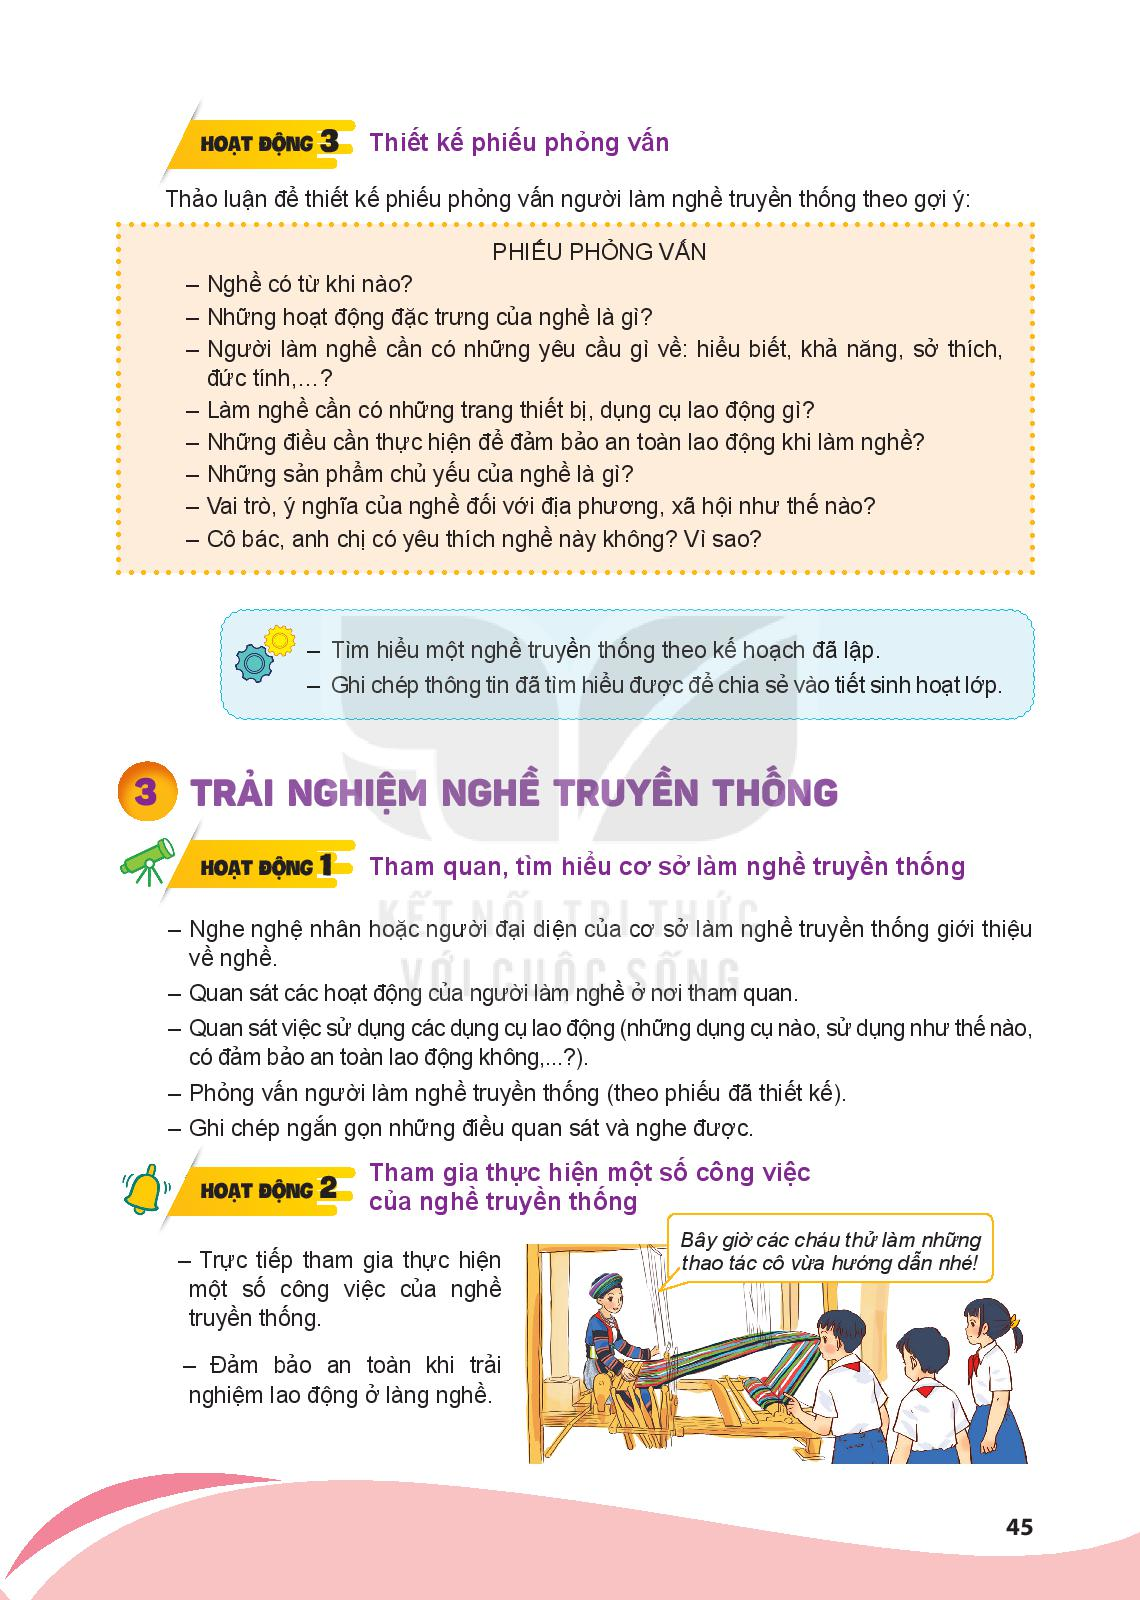 HOẠT ĐỘNG 3 Thiết kế phiếu phỏng vấn
Thảo luận để thiết kế phiếu phỏng vấn người làm nghề truyền thống theo gợi ý:
PHIẾU PHỎNG VẤN
– Nghề có từ khi nào?
– Những hoạt động đặc trưng của nghề là gì?
– Người làm nghề cần có những yêu cầu gì về: hiểu biết, khả năng, sở thích,
đức tính,...?
– Làm nghề cần có những trang thiết bị, dụng cụ lao động gì?
– Những điều cần thực hiện để đảm bảo an toàn lao động khi làm nghề?
– Những sản phẩm chủ yếu của nghề là gì?
– Vai trò, ý nghĩa của nghề đối với địa phương, xã hội như thế nào?
– Cô bác, anh chị có yêu thích nghề này không? Vì sao?
– Tìm hiểu một nghề truyền thống theo kế hoạch đã lập.
– Ghi chép thông tin đã tìm hiểu được để chia sẻ vào tiết sinh hoạt lớp.
3 TRẢI NGHIỆM NGHỀ TRUYỀN THỐNG
HOẠT ĐỘNG 1 Tham quan, tìm hiểu cơ sở làm nghề truyền thống
KẾT NỐI TRI THỨC
– Nghe nghệ nhân hoặc người đại diện của cơ sở làm nghề truyền thống giới thiệu
về nghề.
VỚI CUỘC SỐNG
– Quan sát các hoạt động của người làm nghề ở nơi tham quan.
– Quan sát việc sử dụng các dụng cụ lao động (những dụng cụ nào, sử dụng như thế nào,
có đảm bảo an toàn lao động không,...?).
– Phỏng vấn người làm nghề truyền thống (theo phiếu đã thiết kế).
– Ghi chép ngắn gọn những điều quan sát và nghe được.
HOẠT ĐỘNG 2 Tham gia thực hiện một số công việc
của nghề truyền thống
– Trực tiếp tham gia thực hiện
một số công việc của nghề
truyền thống.
– Đảm bảo an toàn khi trải
nghiệm lao động ở làng nghề.
Bây giờ các cháu thử làm những
thao tác cô vừa hướng dẫn nhé!
45